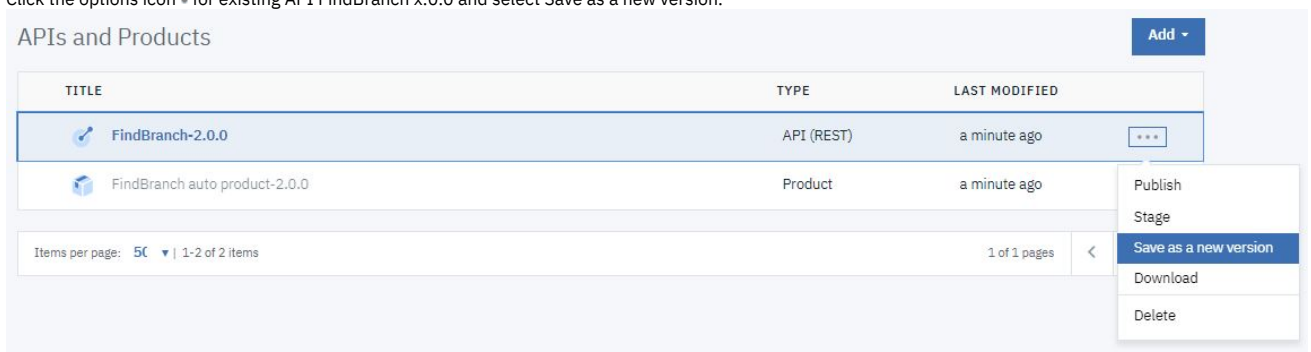 Click the options icon for existing API FindBranch x.0.0 and select Save as a new version.
APIs and Products
Add
TITLE TYPE LAST MODIFIED
FindBranch-2.0.0 API (REST) a minute ago
FindBranch auto product-2.0.0 Product a minute ago
Publish
Stage
Items per page: 50 | 1-2 of 2 items 1 of 1 pages <
Save as a new version
Download
Delete